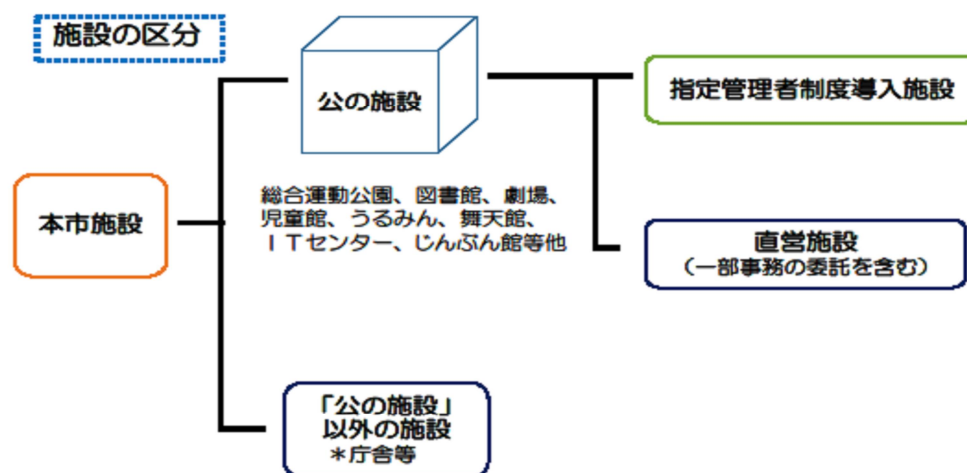 施設の区分
公の施設
指定管理者制度導入施設
総合運動公園、図書館、劇場、
児童館、うるみん、舞天館、
ITセンター、じんぶん館等他
本市施設
直営施設
（一部事務の委託を含む）
「公の施設」
以外の施設
＊庁舎等